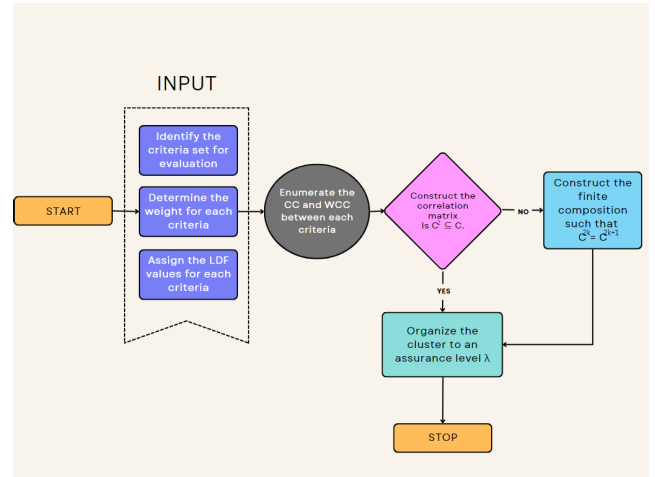 INPUT
Identify the
criteria set for
evaluation
START
Determine the
weight for each
criteria
Assign the LDF
values for each
criteria
Enumerate the
CC and WCC
between each
criteria
Construct the
correlation
matrix
Is C² ⊆ C.
NO
Construct the
finite
composition
such that
C^2k = C^2k+1
YES
Organize the
cluster to an
assurance level λ
STOP